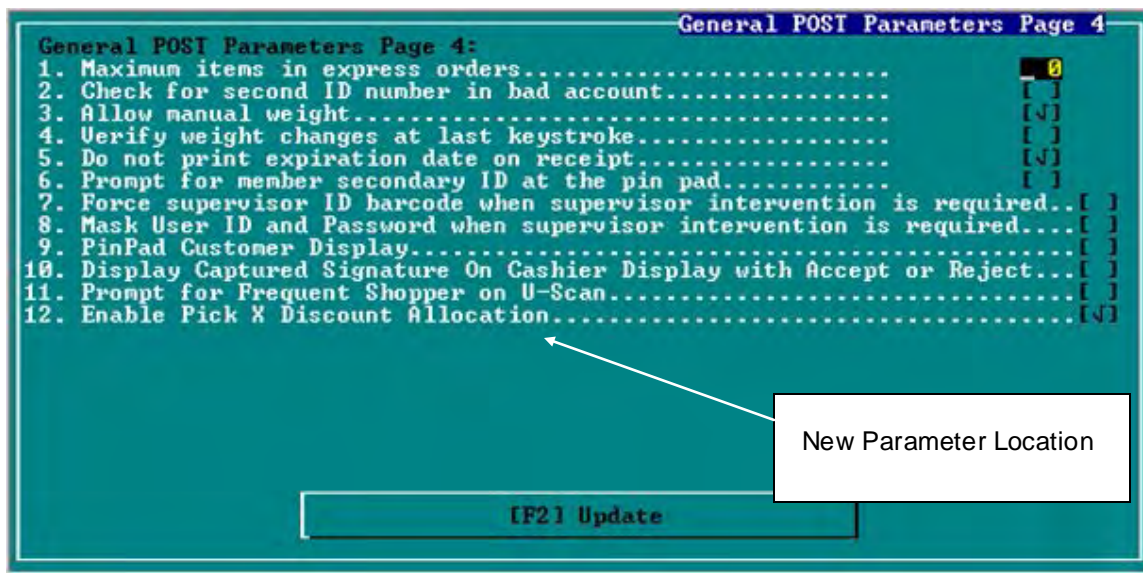 General POST Parameters Page 4
General POST Parameters Page 4:
1. Maximum items in express orders........................... 0
2. Check for second ID number in bad account................ [ ]
3. Allow manual weight....................................... [√]
4. Verify weight changes at last keystroke.................. [ ]
5. Do not print expiration date on receipt.................. [√]
6. Prompt for member secondary ID at the pin pad............ [ ]
7. Force supervisor ID barcode when supervisor intervention is required..[ ]
8. Mask User ID and Password when supervisor intervention is required....[ ]
9. PinPad Customer Display...............................................[ ]
10. Display Captured Signature On Cashier Display with Accept or Reject...[ ]
11. Prompt for Frequent Shopper on U-Scan.................................[ ]
12. Enable Pick X Discount Allocation.....................................[√]
New Parameter Location
[F2] Update